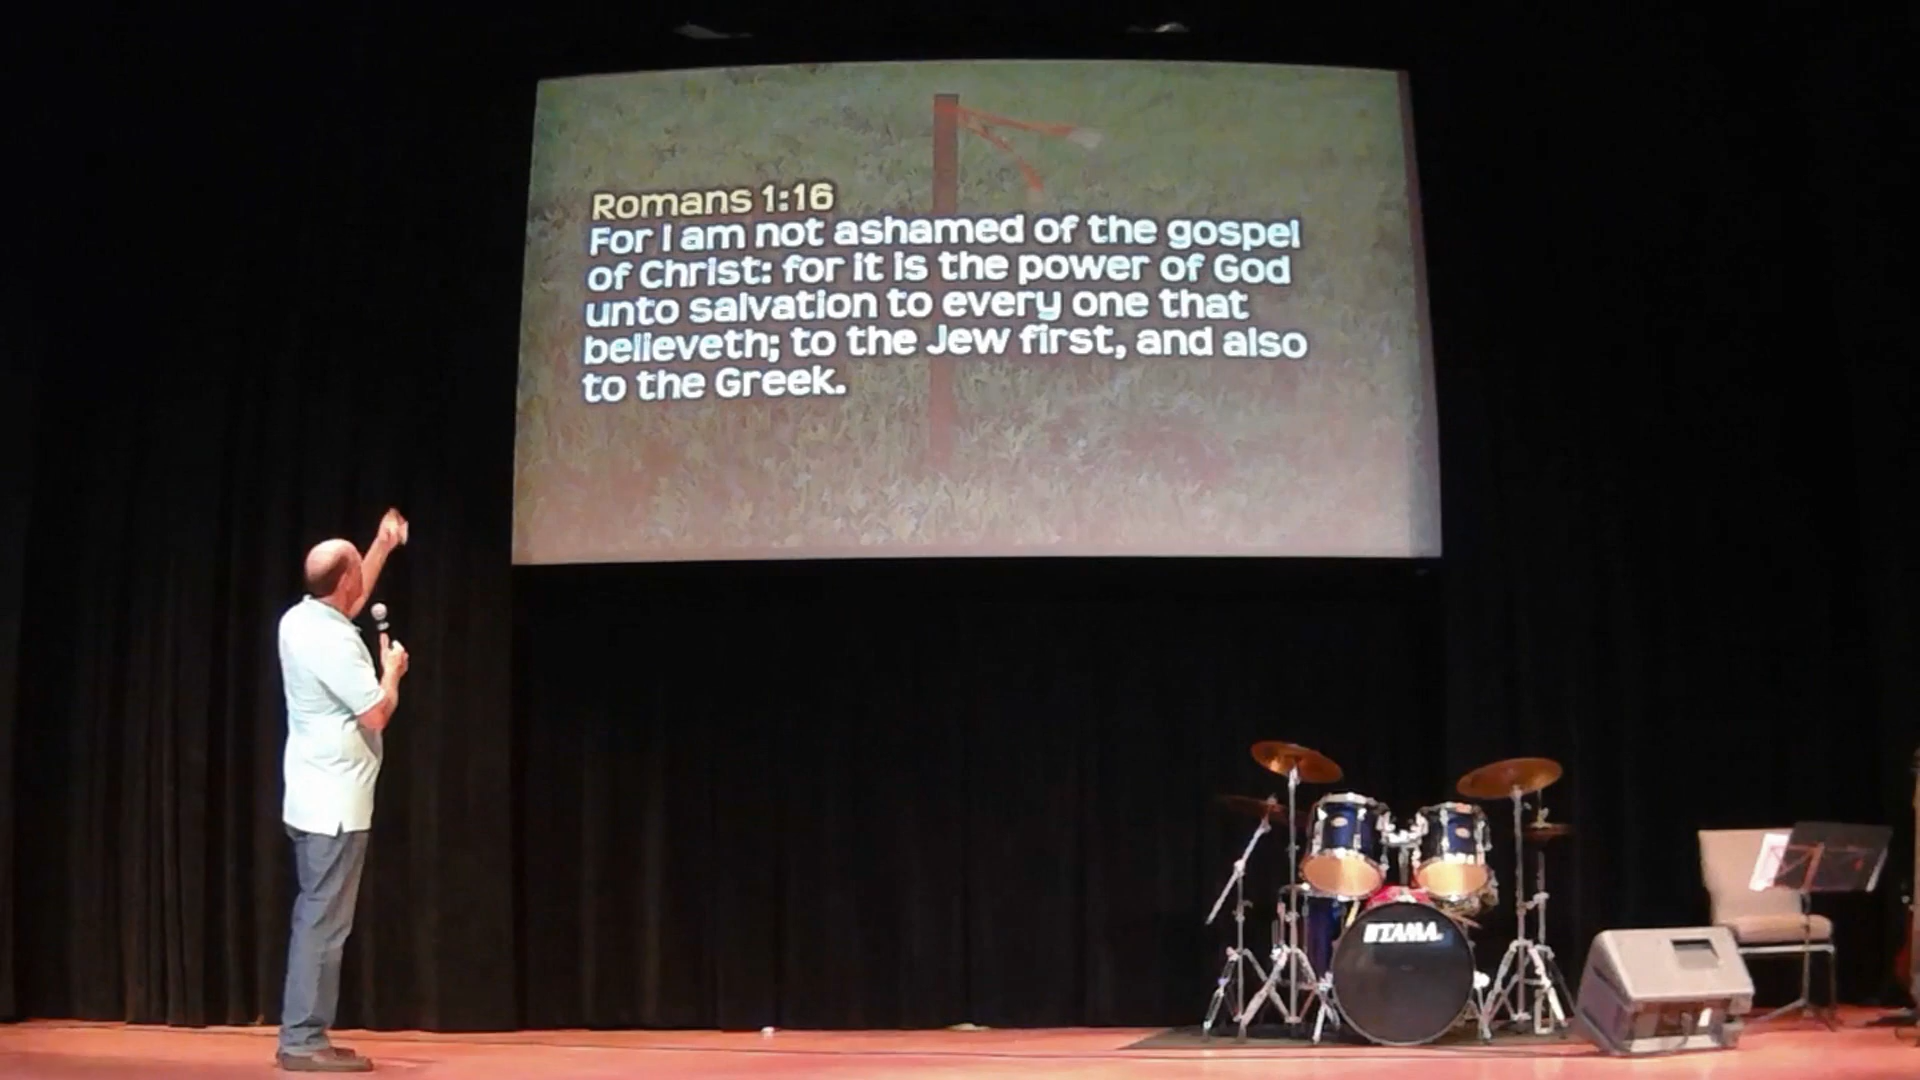 Romans 1:16
For I am not ashamed of the gospel
of Christ: for it is the power of God
unto salvation to every one that
believeth; to the Jew first, and also
to the Greek.
TAMA